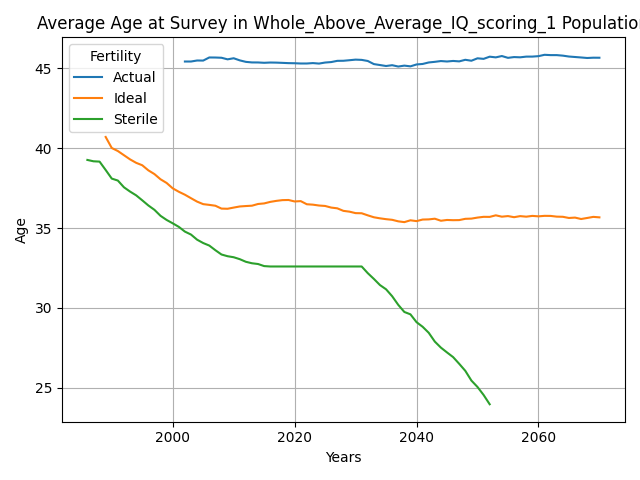 Average Age at Survey in Whole_Above_Average_IQ_scoring_1 Population
Fertility
Actual
Ideal
Sterile
45
40
35
30
25
Age
2000
2020
2040
2060
Years